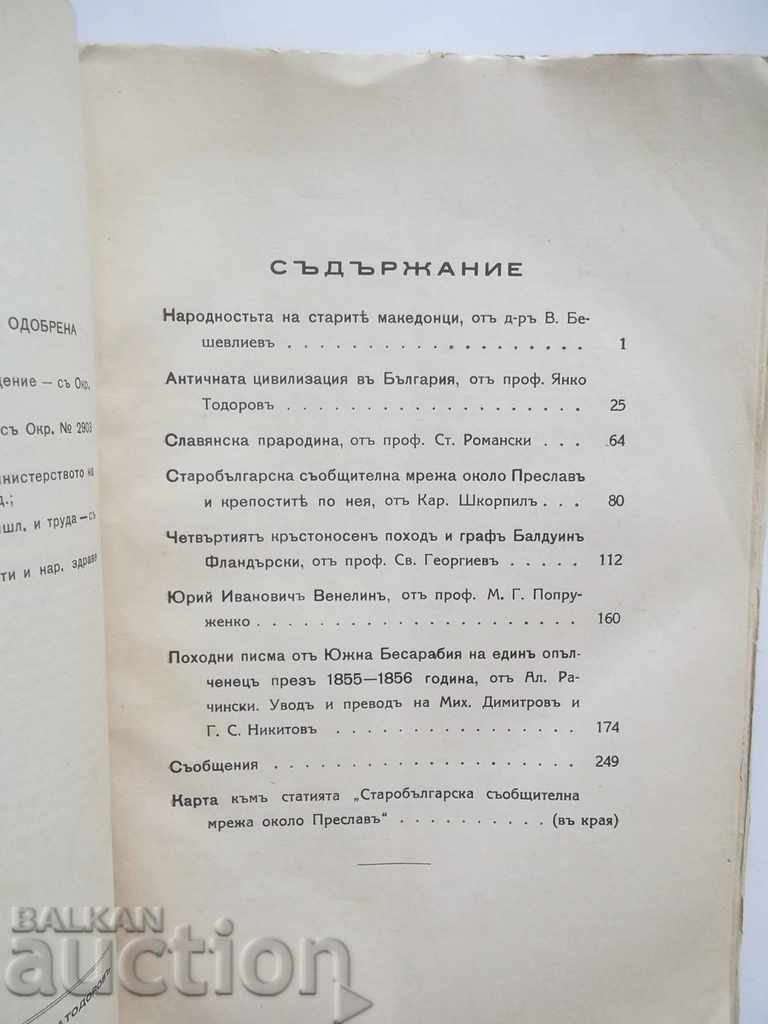 ОДОБРЕНА
дение — съ Окр.
съ Окр. № 2903
нистерството на
д.;
шл. и труда — съ
ти и нар. здраве
СЪДЪРЖАНИЕ
Народностьта на старитѣ македонци, отъ д-ръ В. Бе-
шевлиевъ . . . . . . . . . . . . . . . . . . 1
Античната цивилизация въ България, отъ проф. Янко
Тодоровъ . . . . . . . . . . . . . . . . . . 25
Славянска прародина, отъ проф. Ст. Романски . . . 64
Старобългарска съобщителна мрежа около Преславъ
и крепоститѣ по нея, отъ Кар. Шкорпилъ . . . 80
Четвъртиятъ кръстоносенъ походъ и графъ Балдуинъ
Фландърски, отъ проф. Св. Георгиевъ . . . . . 112
Юрий Ивановичъ Венелинъ, отъ проф. М. Г. Попру-
женко . . . . . . . . . . . . . . . . . . . . 160
Походни писма отъ Южна Бесарабия на единъ опъл-
ченецъ презъ 1855—1856 година, отъ Ал. Ра-
чински. Уводъ и преводъ на Мих. Димитровъ и
Г. С. Никитовъ . . . . . . . . . . . . . . . 174
Съобщения . . . . . . . . . . . . . . . . . . 249
Карта къмъ статията „Старобългарска съобщителна
мрежа около Преславъ“ . . . . . . . . . . (въ края)
BALKAN
auction
ТОДОРОВЪ